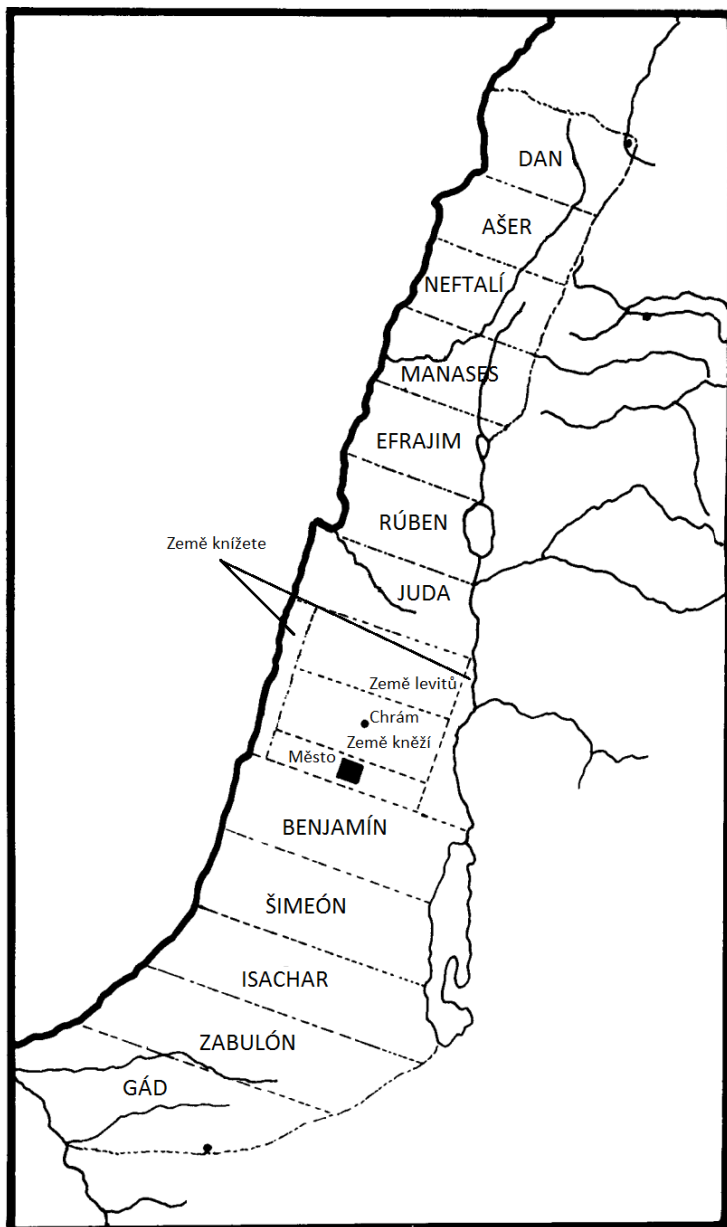 DAN
AŠER
NEFTALÍ
MANASES
EFRAJIM
RÚBEN
Země knížete
JUDA
Země levitů
Chrám
Země kněží
Město
BENJAMÍN
ŠIMEÓN
ISACHAR
ZABULÓN
GÁD